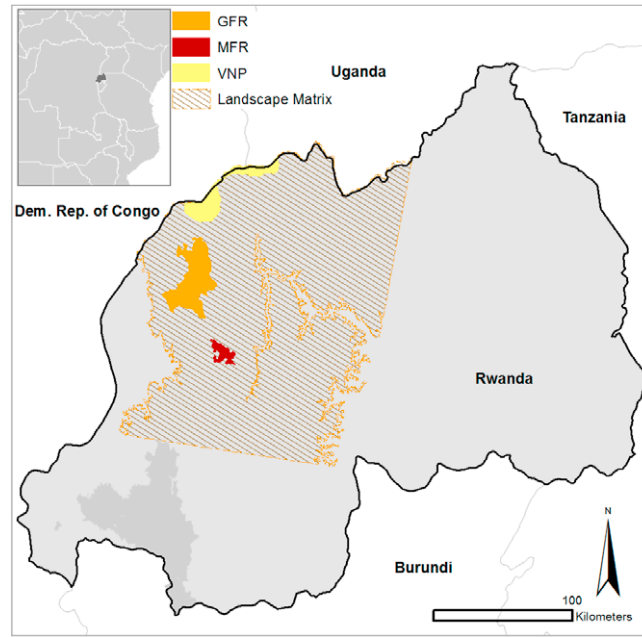 GFR
MFR
VNP
Landscape Matrix
Uganda
Tanzania
Dem. Rep. of Congo
Rwanda
N
Burundi
100
Kilometers